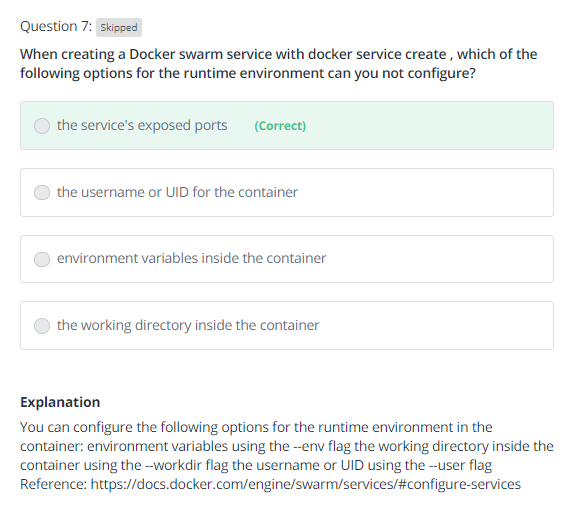 Question 7: Skipped
When creating a Docker swarm service with docker service create , which of the
following options for the runtime environment can you not configure?
the service's exposed ports (Correct)
the username or UID for the container
environment variables inside the container
the working directory inside the container
Explanation
You can configure the following options for the runtime environment in the
container: environment variables using the --env flag the working directory inside the
container using the --workdir flag the username or UID using the --user flag
Reference: https://docs.docker.com/engine/swarm/services/#configure-services